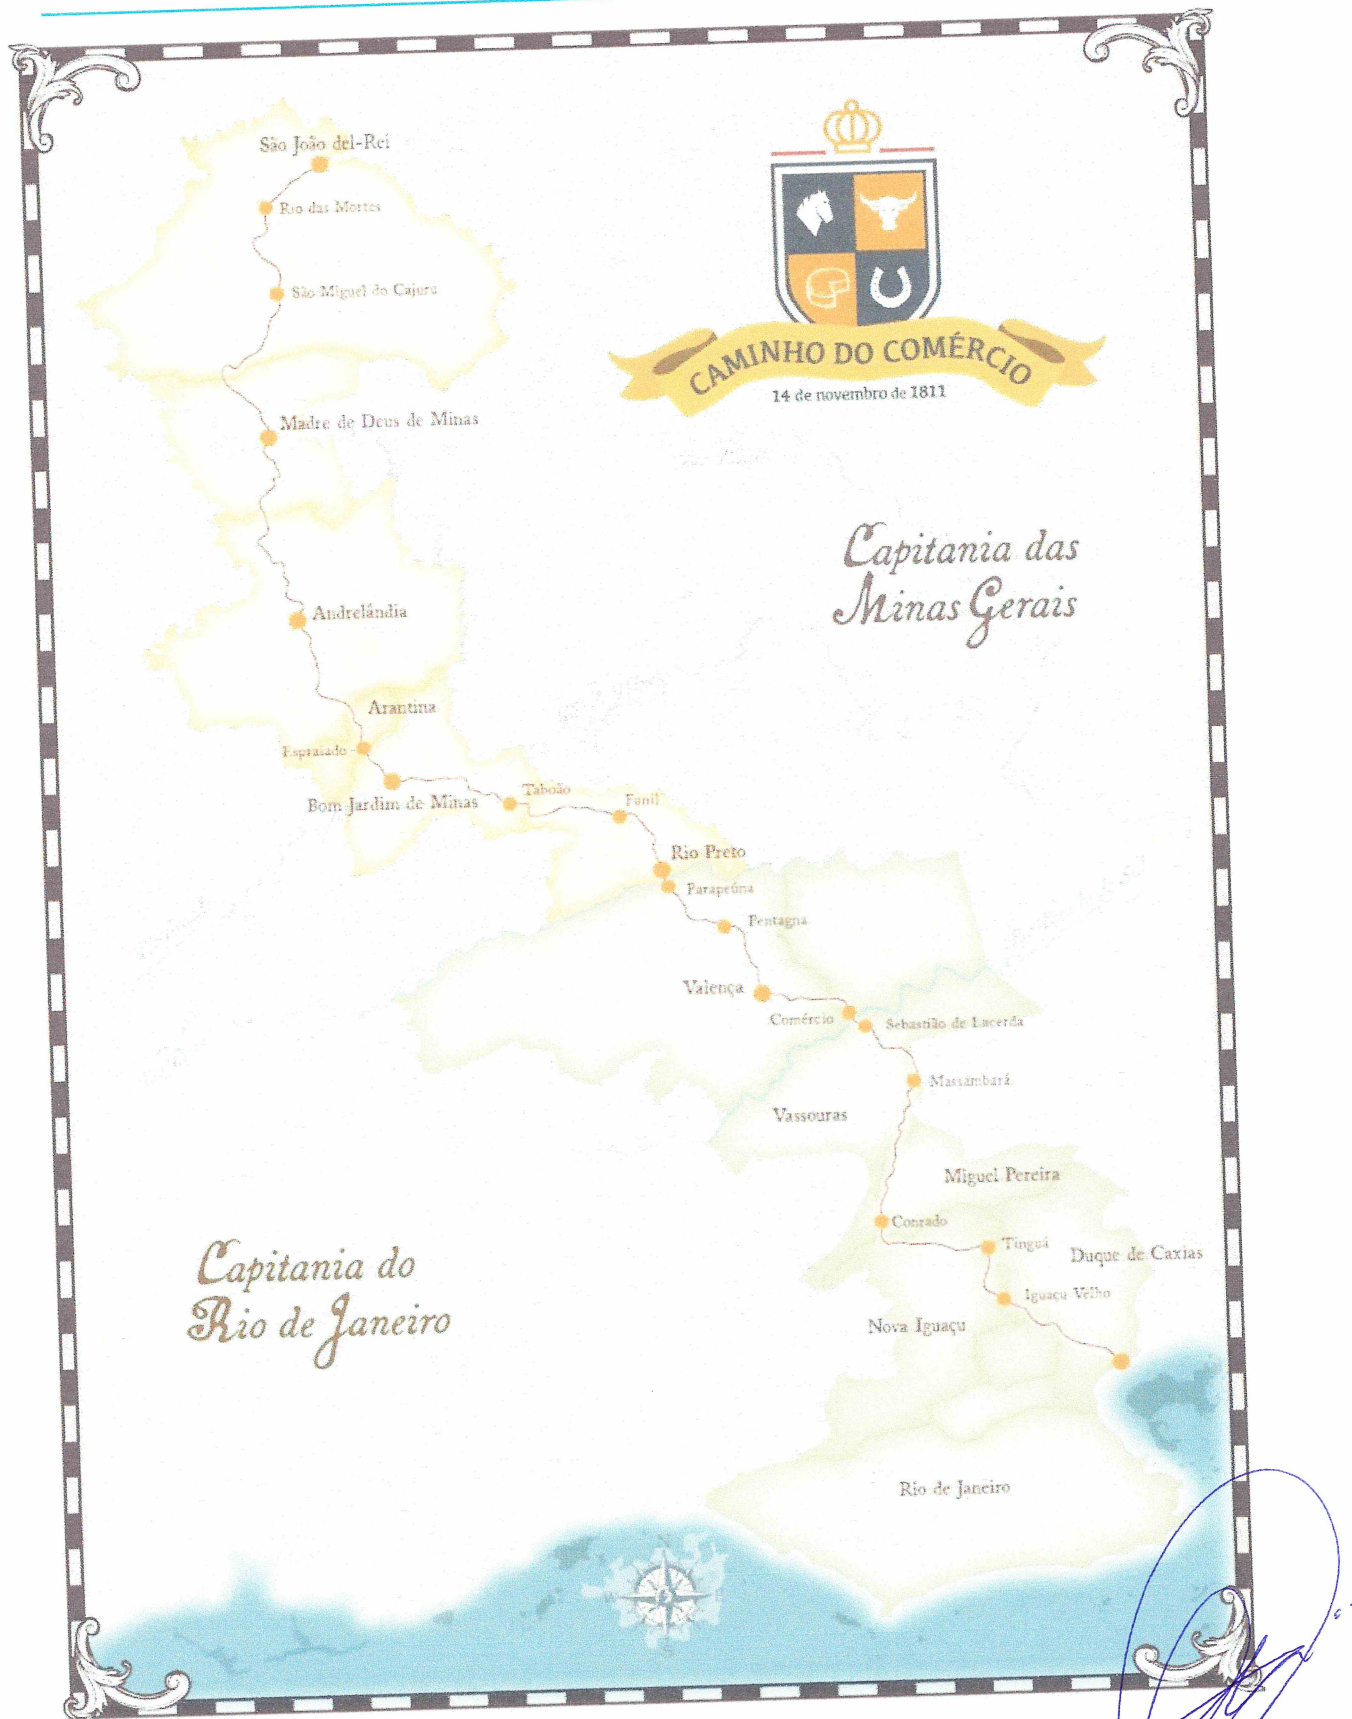 São João del-Rei
Rio das Mortes
São Miguel do Cajuru
CAMINHO DO COMÉRCIO
14 de novembro de 1811
Madre de Deus de Minas
Capitania das
Minas Gerais
Andrelândia
Arantina
Espraiado
Bom Jardim de Minas
Taboão
Funil
Rio Preto
Parapeúna
Pentagna
Valença
Comércio
Sebastião de Lacerda
Massambará
Vassouras
Miguel Pereira
Conrado
Tinguá
Duque de Caxias
Iguaçu Velho
Nova Iguaçu
Capitania do
Rio de Janeiro
Rio de Janeiro